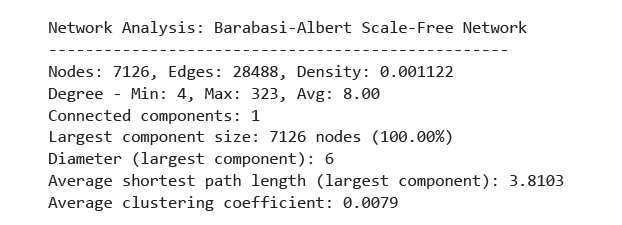 Network Analysis: Barabasi-Albert Scale-Free Network
--------------------------------------------------
Nodes: 7126, Edges: 28488, Density: 0.001122
Degree - Min: 4, Max: 323, Avg: 8.00
Connected components: 1
Largest component size: 7126 nodes (100.00%)
Diameter (largest component): 6
Average shortest path length (largest component): 3.8103
Average clustering coefficient: 0.0079